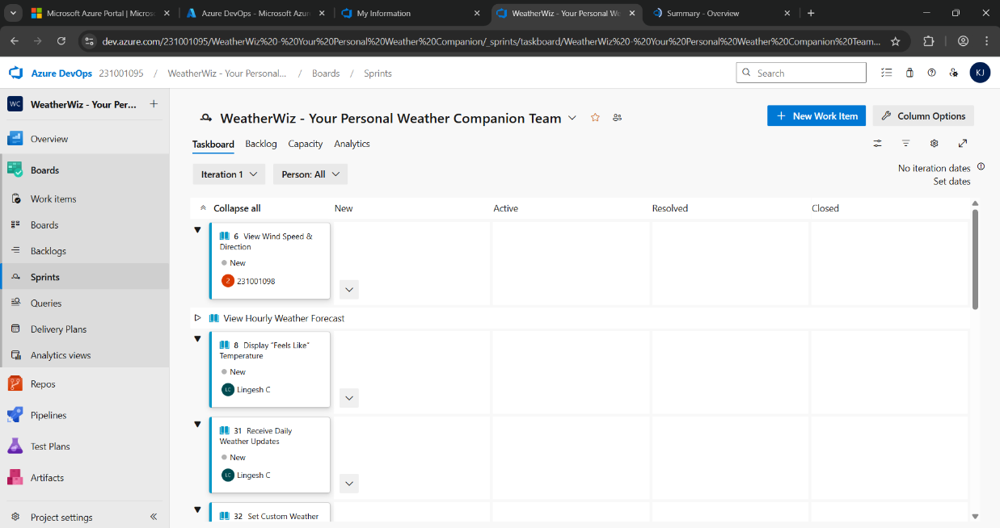 Microsoft Azure Portal | Micros
Azure DevOps - Microsoft Azur
My Information
WeatherWiz - Your Personal We
Summary - Overview
dev.azure.com/231001095/WeatherWiz%20-%20Your%20Personal%20Weather%20Companion/_sprints/taskboard/WeatherWiz%20-%20Your%20Personal%20Weather%20Companion%20Team...
Azure DevOps 231001095 / WeatherWiz - Your Personal... / Boards / Sprints
Search
KJ
WC WeatherWiz - Your Per...
Overview
Boards
Work items
Boards
Backlogs
Sprints
Queries
Delivery Plans
Analytics views
Repos
Pipelines
Test Plans
Artifacts
Project settings
WeatherWiz - Your Personal Weather Companion Team
New Work Item
Column Options
Taskboard Backlog Capacity Analytics
Iteration 1
Person: All
No iteration dates
Set dates
Collapse all New Active Resolved Closed
6 View Wind Speed &
Direction
New
2 231001098
View Hourly Weather Forecast
8 Display “Feels Like”
Temperature
New
LC Lingesh C
31 Receive Daily
Weather Updates
New
LC Lingesh C
32 Set Custom Weather